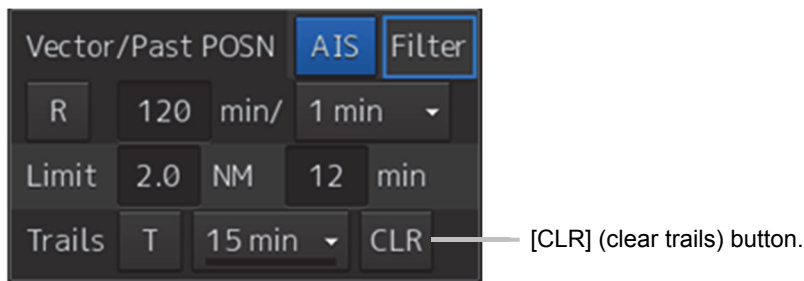 Vector/Past POSN AIS Filter
R 120 min/ 1 min
Limit 2.0 NM 12 min
Trails T 15 min CLR
[CLR] (clear trails) button.